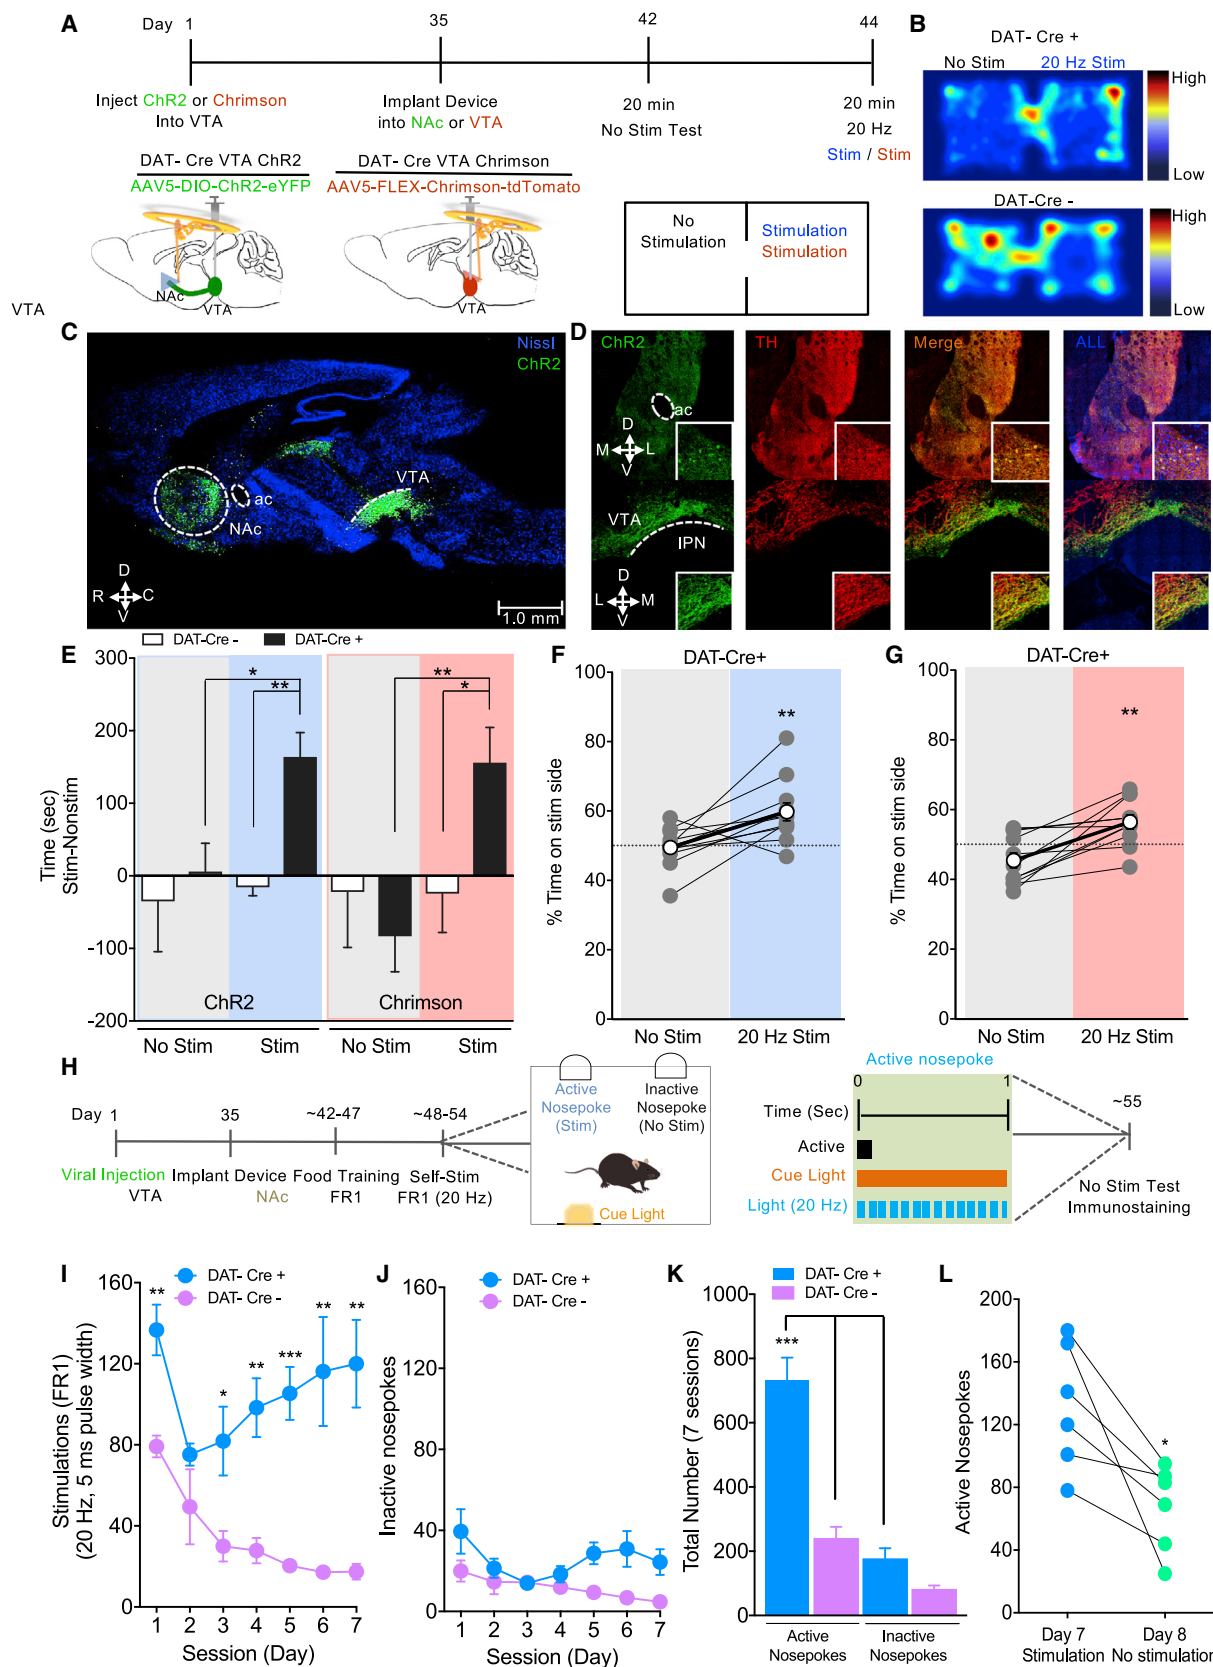 A
Day 1 35 42 44
Inject ChR2 or Chrimson
Into VTA
Implant Device
into NAc or VTA
20 min
No Stim Test
20 min
20 Hz
Stim / Stim
DAT- Cre VTA ChR2
AAV5-DIO-ChR2-eYFP
DAT- Cre VTA Chrimson
AAV5-FLEX-Chrimson-tdTomato
NAc
VTA
VTA
VTA
No
Stimulation
Stimulation
Stimulation
B
DAT- Cre +
No Stim 20 Hz Stim
High
Low
DAT-Cre -
High
Low
C
Nissl
ChR2
VTA
ac
NAc
D
R C
V
1.0 mm
D
ChR2 TH Merge ALL
ac
D
M L
V
VTA
IPN
D
L M
V
E
DAT-Cre - DAT-Cre +
Time (sec)
Stim-Nonstim
300
200
100
0
-100
-200
* **
** *
ChR2 Chrimson
No Stim Stim No Stim Stim
F
DAT-Cre+
% Time on stim side
100
80
60
40
20
0
**
No Stim 20 Hz Stim
G
DAT-Cre+
% Time on stim side
100
80
60
40
20
0
**
No Stim 20 Hz Stim
H
Day 1 35 ~42-47 ~48-54
Viral Injection
VTA
Implant Device
NAc
Food Training
FR1
Self-Stim
FR1 (20 Hz)
Active
Nosepoke
(Stim)
Inactive
Nosepoke
(No Stim)
Cue Light
Active nosepoke
0 1
Time (Sec)
Active
Cue Light
Light (20 Hz)
~55
No Stim Test
Immunostaining
I
DAT- Cre +
DAT- Cre -
Stimulations (FR1)
(20 Hz, 5 ms pulse width)
160
120
80
40
0
** * ** *** ** **
1 2 3 4 5 6 7
Session (Day)
J
DAT- Cre +
DAT- Cre -
Inactive nosepokes
160
120
80
40
0
1 2 3 4 5 6 7
Session (Day)
K
DAT- Cre +
DAT- Cre -
Total Number (7 sessions)
1000
800
600
400
200
0
***
Active
Nosepokes
Inactive
Nosepokes
L
Active Nosepokes
200
160
120
80
40
0
*
Day 7
Stimulation
Day 8
No stimulation